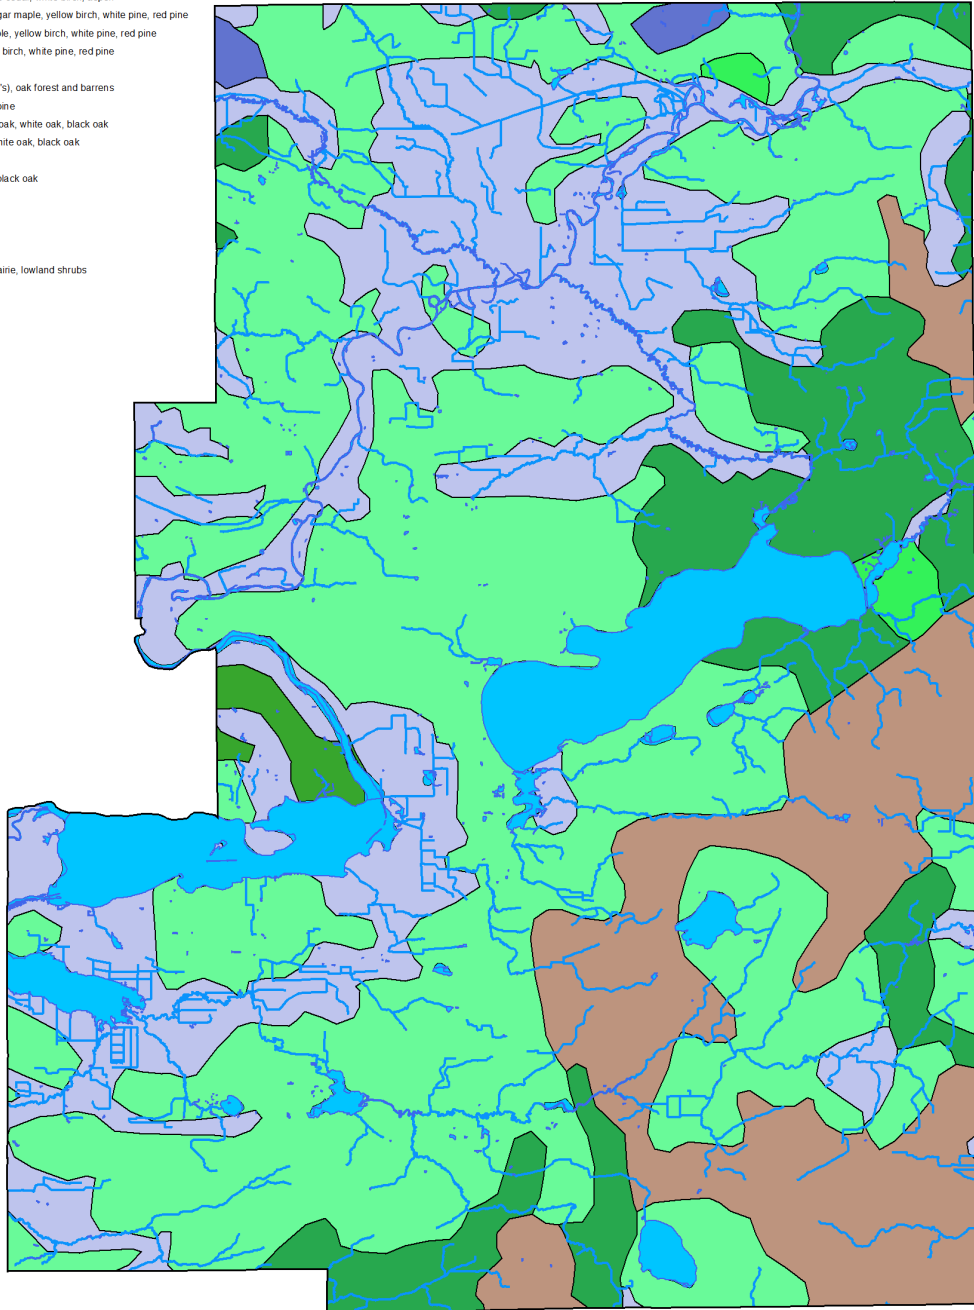 gar maple, yellow birch, white pine, red pine
ple, yellow birch, white pine, red pine
birch, white pine, red pine
's), oak forest and barrens
pine
oak, white oak, black oak
hite oak, black oak
black oak
airie, lowland shrubs